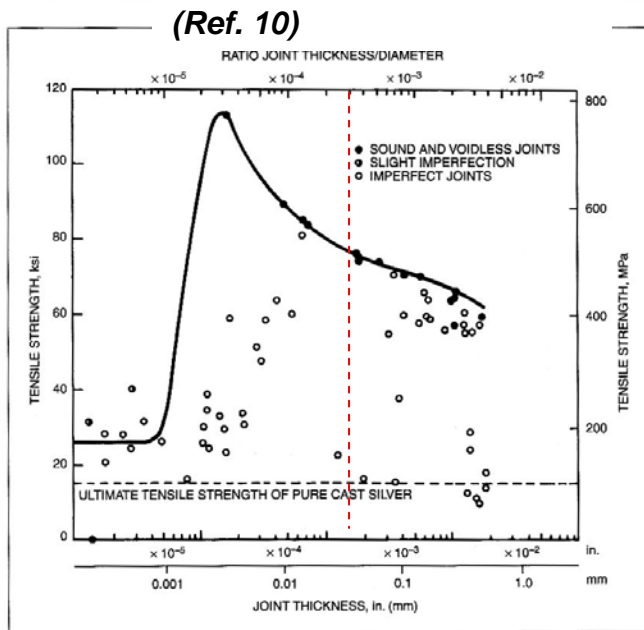 (Ref. 10)
RATIO JOINT THICKNESS/DIAMETER
× 10⁻⁵ × 10⁻⁴ × 10⁻³ × 10⁻²
120 800
● SOUND AND VOIDLESS JOINTS
◑ SLIGHT IMPERFECTION
○ IMPERFECT JOINTS
100
600
80
TENSILE STRENGTH, ksi
TENSILE STRENGTH, MPa
60
400
40
200
20
ULTIMATE TENSILE STRENGTH OF PURE CAST SILVER
0 0
× 10⁻⁵ × 10⁻⁴ × 10⁻³ × 10⁻² in.
0.001 0.01 0.1 1.0 mm
JOINT THICKNESS, in. (mm)